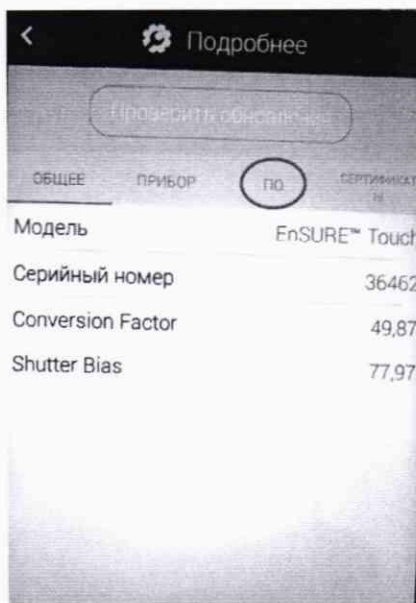 Подробнее
Проверить обновления
ОБЩЕЕ ПРИБОР ПО СЕРТИФИКАТ
Ы
Модель EnSURE™ Touch
Серийный номер 36462
Conversion Factor 49,87
Shutter Bias 77,97